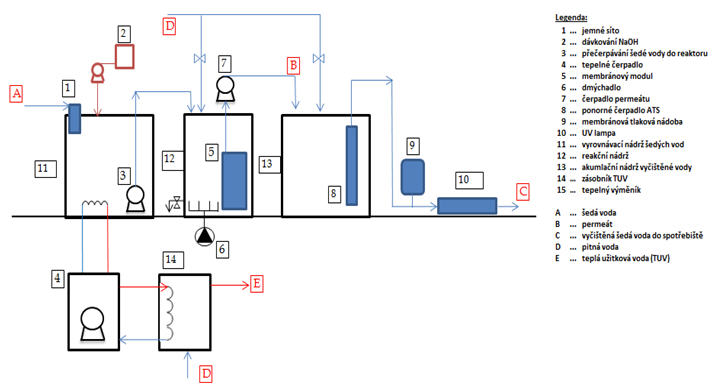 D
2
7
B
1
A
9
11
3
12
5
13
8
10
C
6
14
4
E
D
Legenda:
1 ... jemné síto
2 ... dávkování NaOH
3 ... přečerpávání šedé vody do reaktoru
4 ... tepelné čerpadlo
5 ... membránový modul
6 ... dmýchadlo
7 ... čerpadlo permeátu
8 ... ponorné čerpadlo ATS
9 ... membránová tlaková nádoba
10 ... UV lampa
11 ... vyrovnávací nádrž šedých vod
12 ... reakční nádrž
13 ... akumulační nádrž vyčištěné vody
14 ... zásobník TUV
15 ... tepelný výměník
A ... šedá voda
B ... permeát
C ... vyčištěná šedá voda do spotřebiště
D ... pitná voda
E ... teplá užitková voda (TUV)